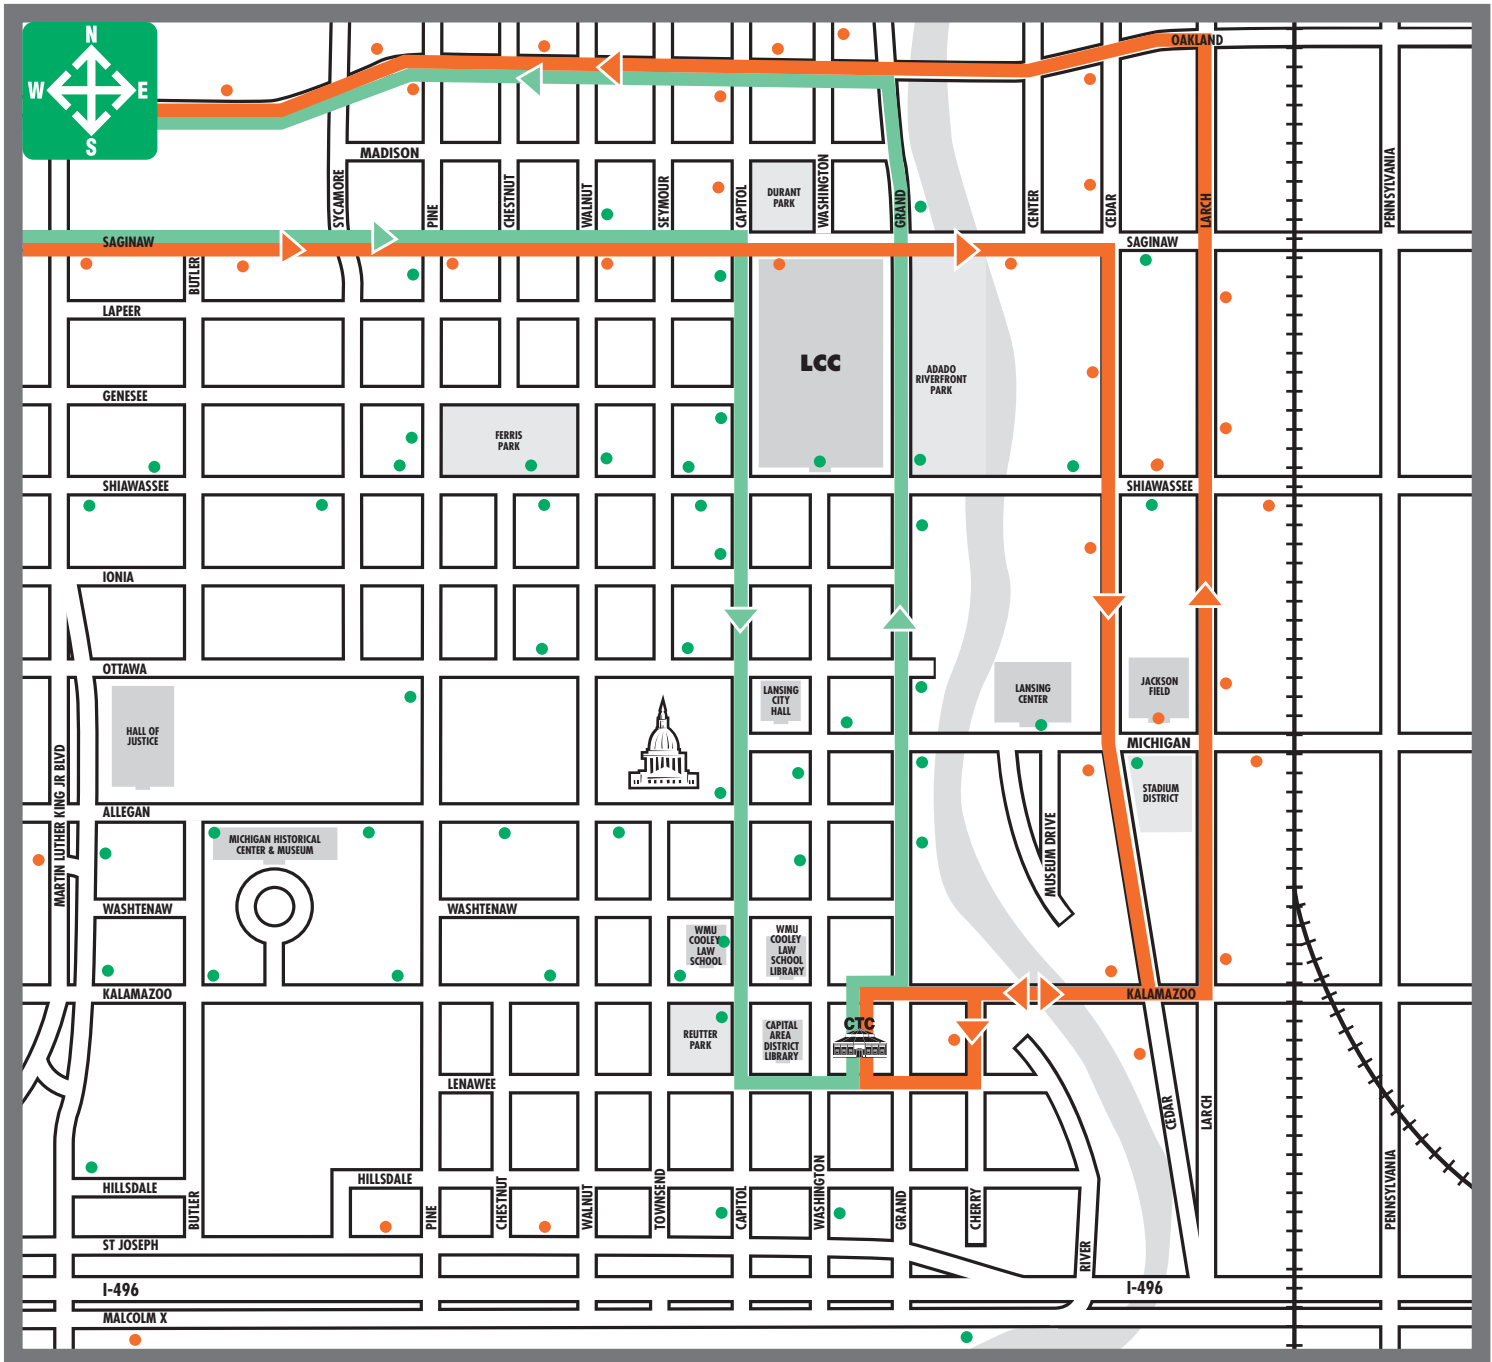 N
W E
S
OAKLAND
MADISON
SYCAMORE
PINE
CHESTNUT
WALNUT
SEYMOUR
CAPITOL
DURANT
PARK
WASHINGTON
GRAND
CENTER
CEDAR
LARCH
PENNSYLVANIA
SAGINAW
SAGINAW
BUTLER
LAPEER
LCC
ADADO
RIVERFRONT
PARK
GENESEE
FERRIS
PARK
SHIAWASSEE
SHIAWASSEE
IONIA
OTTAWA
HALL OF
JUSTICE
LANSING
CITY
HALL
LANSING
CENTER
JACKSON
FIELD
MICHIGAN
STADIUM
DISTRICT
MARTIN LUTHER KING JR BLVD
ALLEGAN
MICHIGAN HISTORICAL
CENTER & MUSEUM
MUSEUM DRIVE
WASHTENAW
WASHTENAW
WMU
COOLEY
LAW
SCHOOL
WMU
COOLEY
LAW
SCHOOL
LIBRARY
KALAMAZOO
KALAMAZOO
REUTTER
PARK
CAPITAL
AREA
DISTRICT
LIBRARY
CTC
LENAWEE
CEDAR
LARCH
HILLSDALE
HILLSDALE
BUTLER
PINE
CHESTNUT
WALNUT
TOWNSEND
CAPITOL
WASHINGTON
GRAND
CHERRY
RIVER
PENNSYLVANIA
ST JOSEPH
I-496
I-496
MALCOLM X